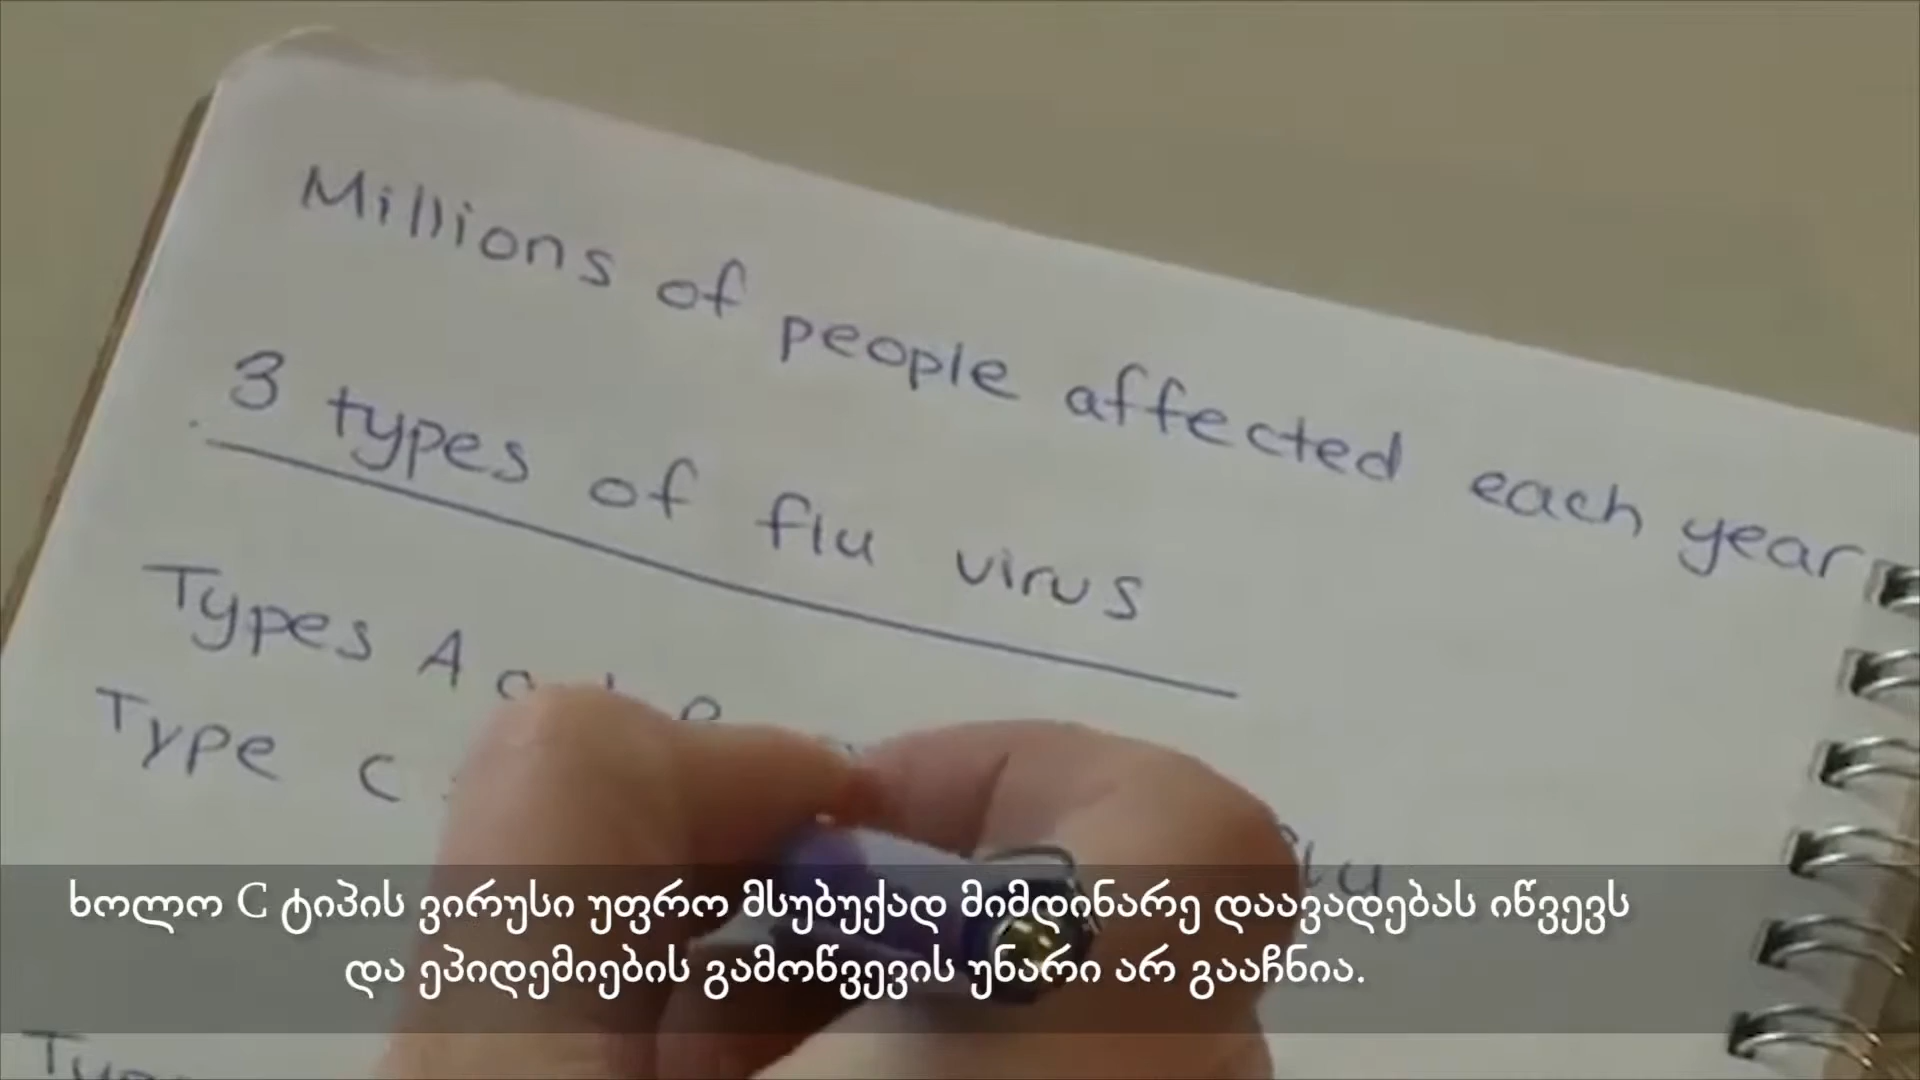 Millions of people affected each year
3 types of flu virus
Types A
Type C
flu
ხოლო C ტიპის ვირუსი უფრო მსუბუქად მიმდინარე დაავადებას იწვევს
და ეპიდემიების გამოწვევის უნარი არ გააჩნია.